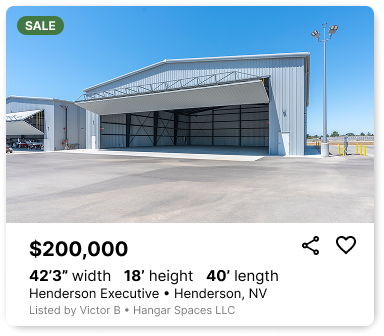 SALE
$200,000
42’3” width 18’ height 40’ length
Henderson Executive • Henderson, NV
Listed by Victor B • Hangar Spaces LLC